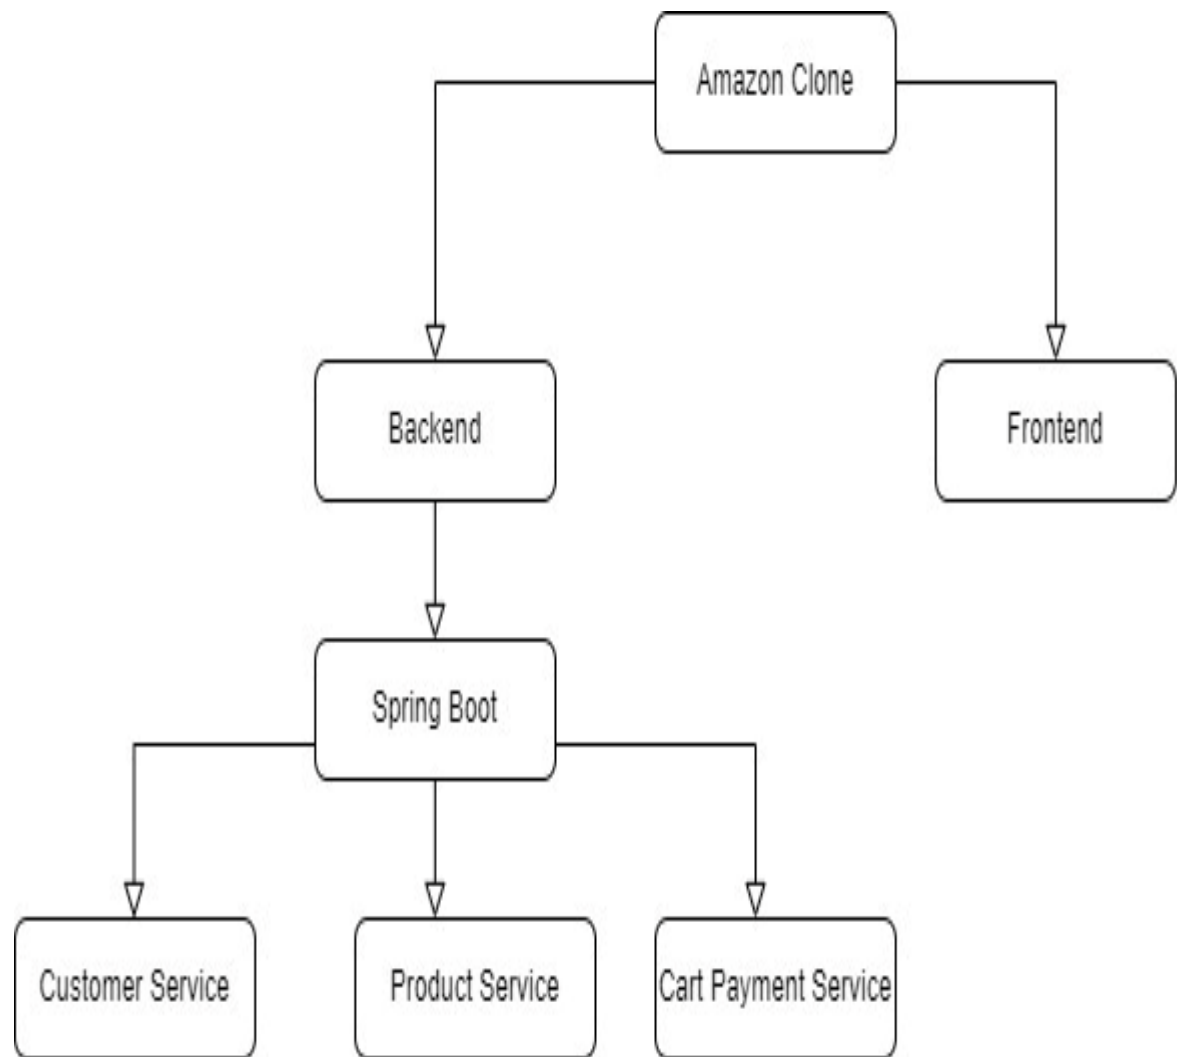 Amazon Clone
Backend
Frontend
Spring Boot
Customer Service
Product Service
Cart Payment Service